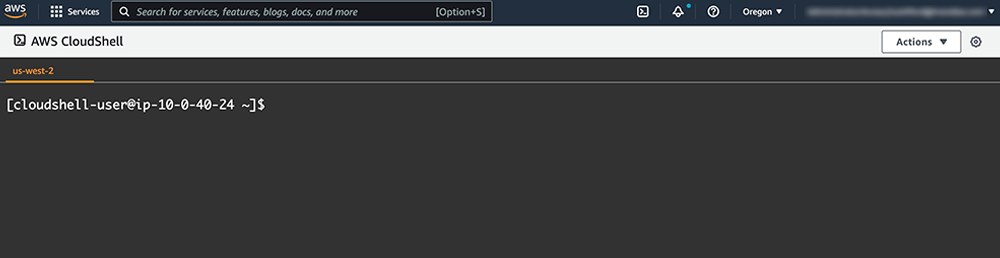 aws Services Search for services, features, blogs, docs, and more [Option+S] Oregon
AWS CloudShell Actions
us-west-2
[cloudshell-user@ip-10-0-40-24 ~]$